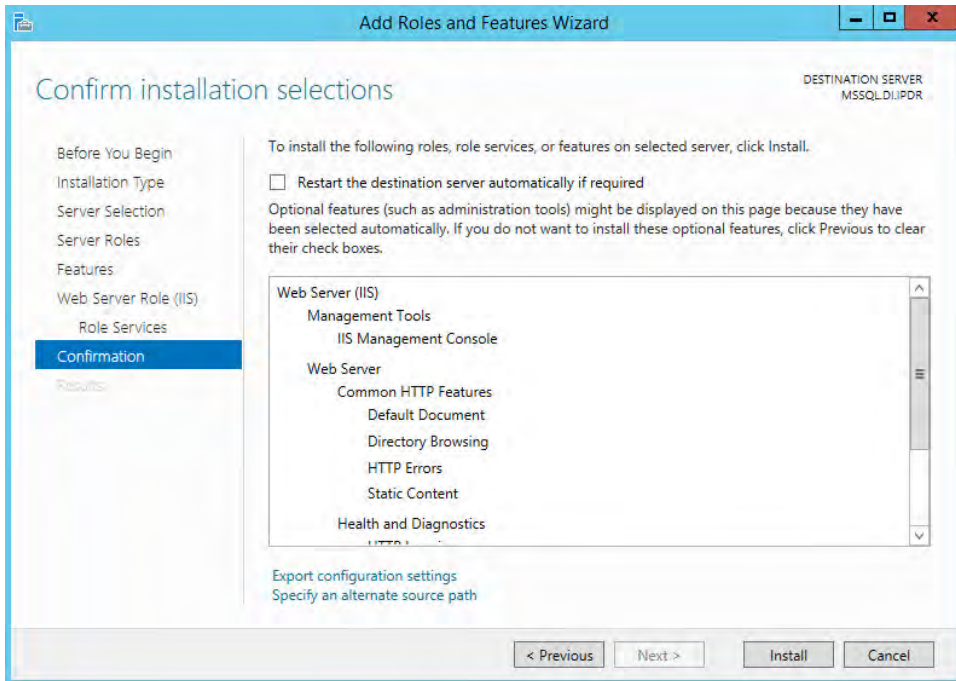 Add Roles and Features Wizard
Confirm installation selections
DESTINATION SERVER
MSSQL.DIJPDR
Before You Begin
Installation Type
Server Selection
Server Roles
Features
Web Server Role (IIS)
Role Services
Confirmation
Results
To install the following roles, role services, or features on selected server, click Install.
Restart the destination server automatically if required
Optional features (such as administration tools) might be displayed on this page because they have
been selected automatically. If you do not want to install these optional features, click Previous to clear
their check boxes.
Web Server (IIS)
Management Tools
IIS Management Console
Web Server
Common HTTP Features
Default Document
Directory Browsing
HTTP Errors
Static Content
Health and Diagnostics
Export configuration settings
Specify an alternate source path
< Previous
Next >
Install
Cancel